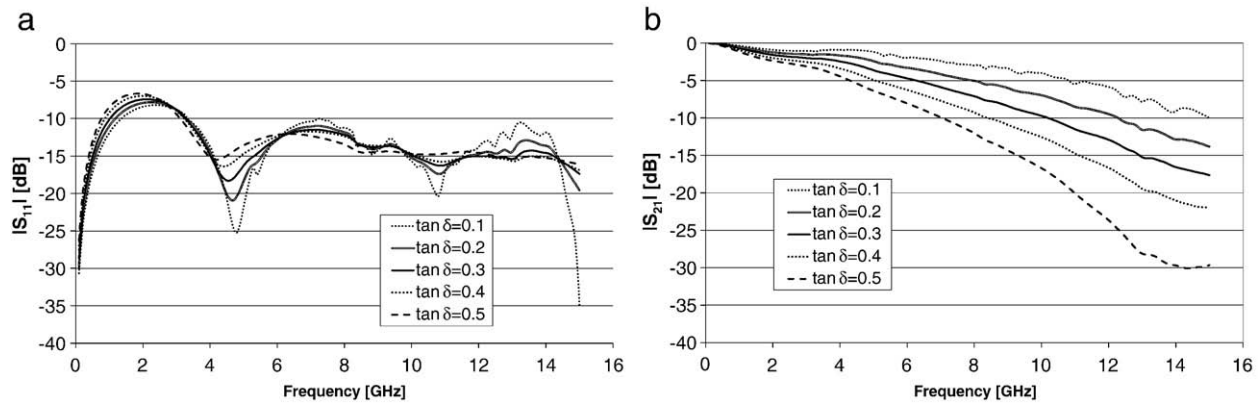 a
|S11| [dB]
0
-5
-10
-15
-20
-25
-30
-35
-40
0 2 4 6 8 10 12 14 16
Frequency [GHz]
tan δ=0.1
tan δ=0.2
tan δ=0.3
tan δ=0.4
tan δ=0.5
b
|S21| [dB]
0
-5
-10
-15
-20
-25
-30
-35
-40
0 2 4 6 8 10 12 14 16
Frequency [GHz]
tan δ=0.1
tan δ=0.2
tan δ=0.3
tan δ=0.4
tan δ=0.5